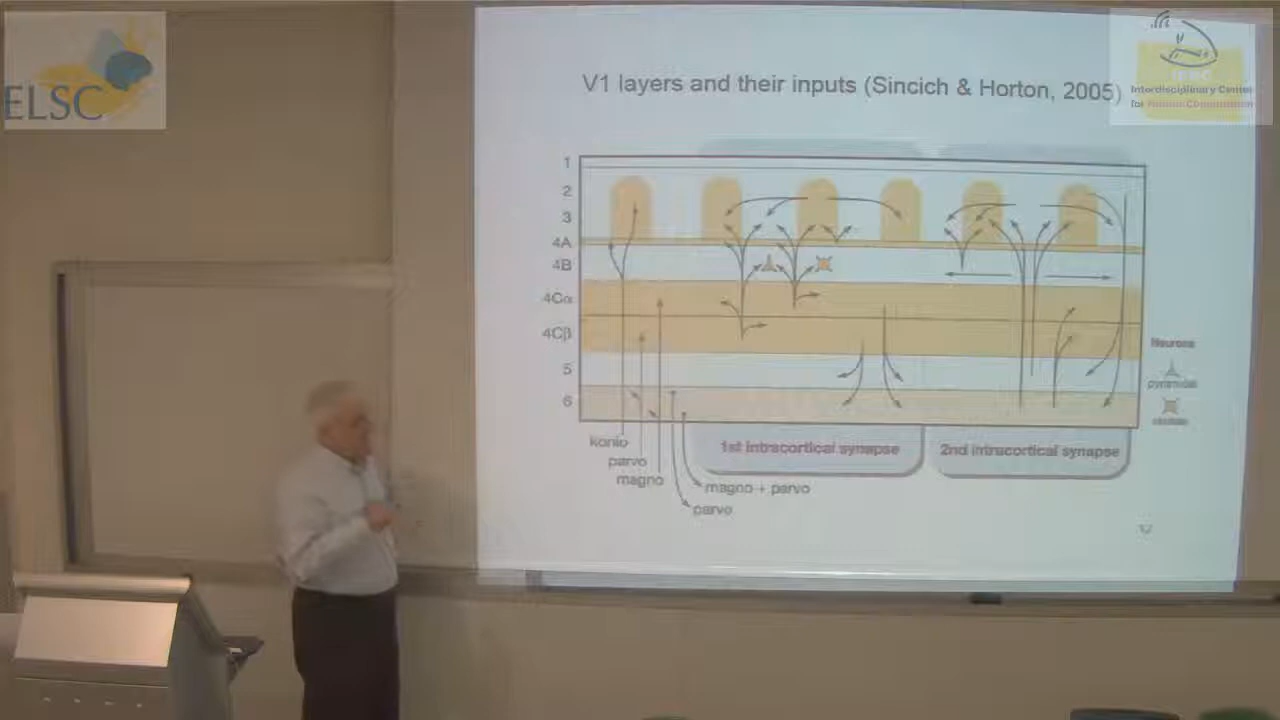 ELSC
V1 layers and their inputs (Sincich & Horton, 2005)
Interdisciplinary Center
for
1
2
3
4A
4B
4Cα
4Cβ
5
6
Neurons
pyramidal
konio
parvo
magno
1st intracortical synapse
2nd intracortical synapse
magno + parvo
parvo